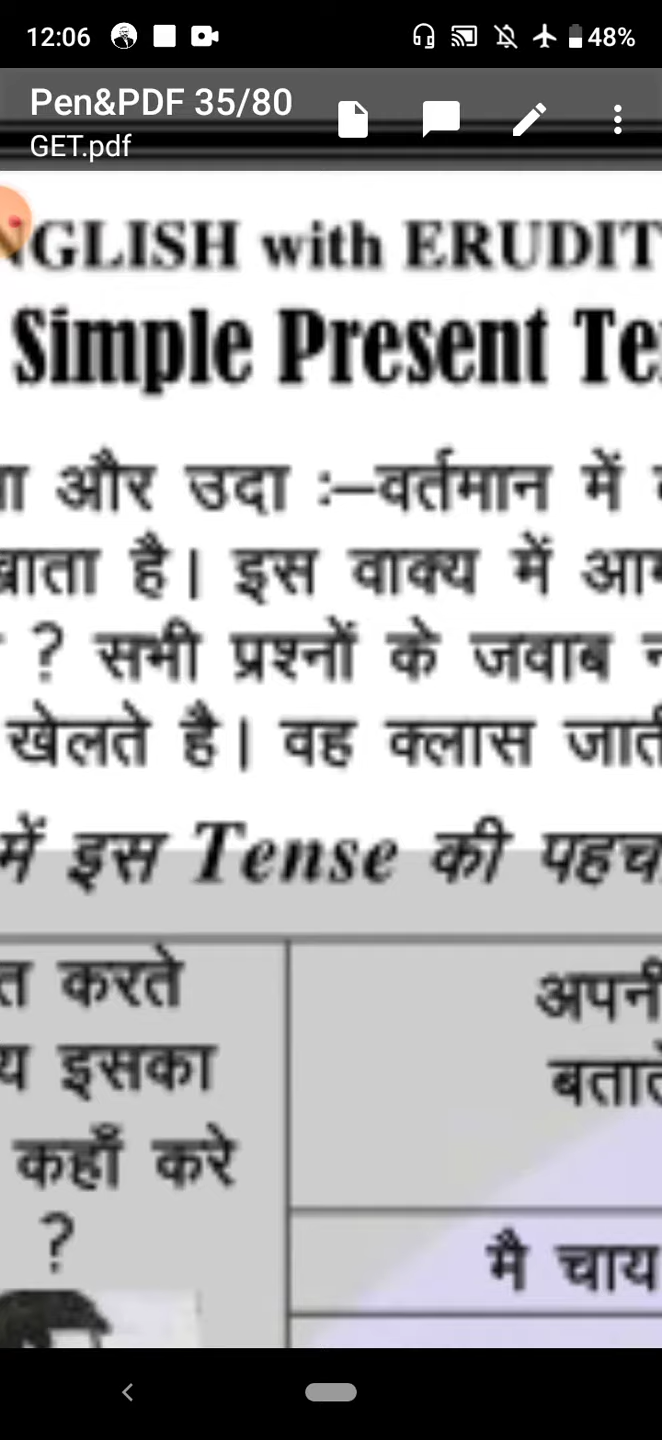 12:06 48%
Pen&PDF 35/80
GET.pdf
NGLISH with ERUDIT
Simple Present Te
ा और उदा :–वर्तमान में
ाता है। इस वाक्य में आ
? सभी प्रश्नों के जवाब
खेलते है। वह क्लास जात
में इस Tense की पहच
त करते
अपनी
य इसका
बतात
कहाँ करे
?
मै चाय